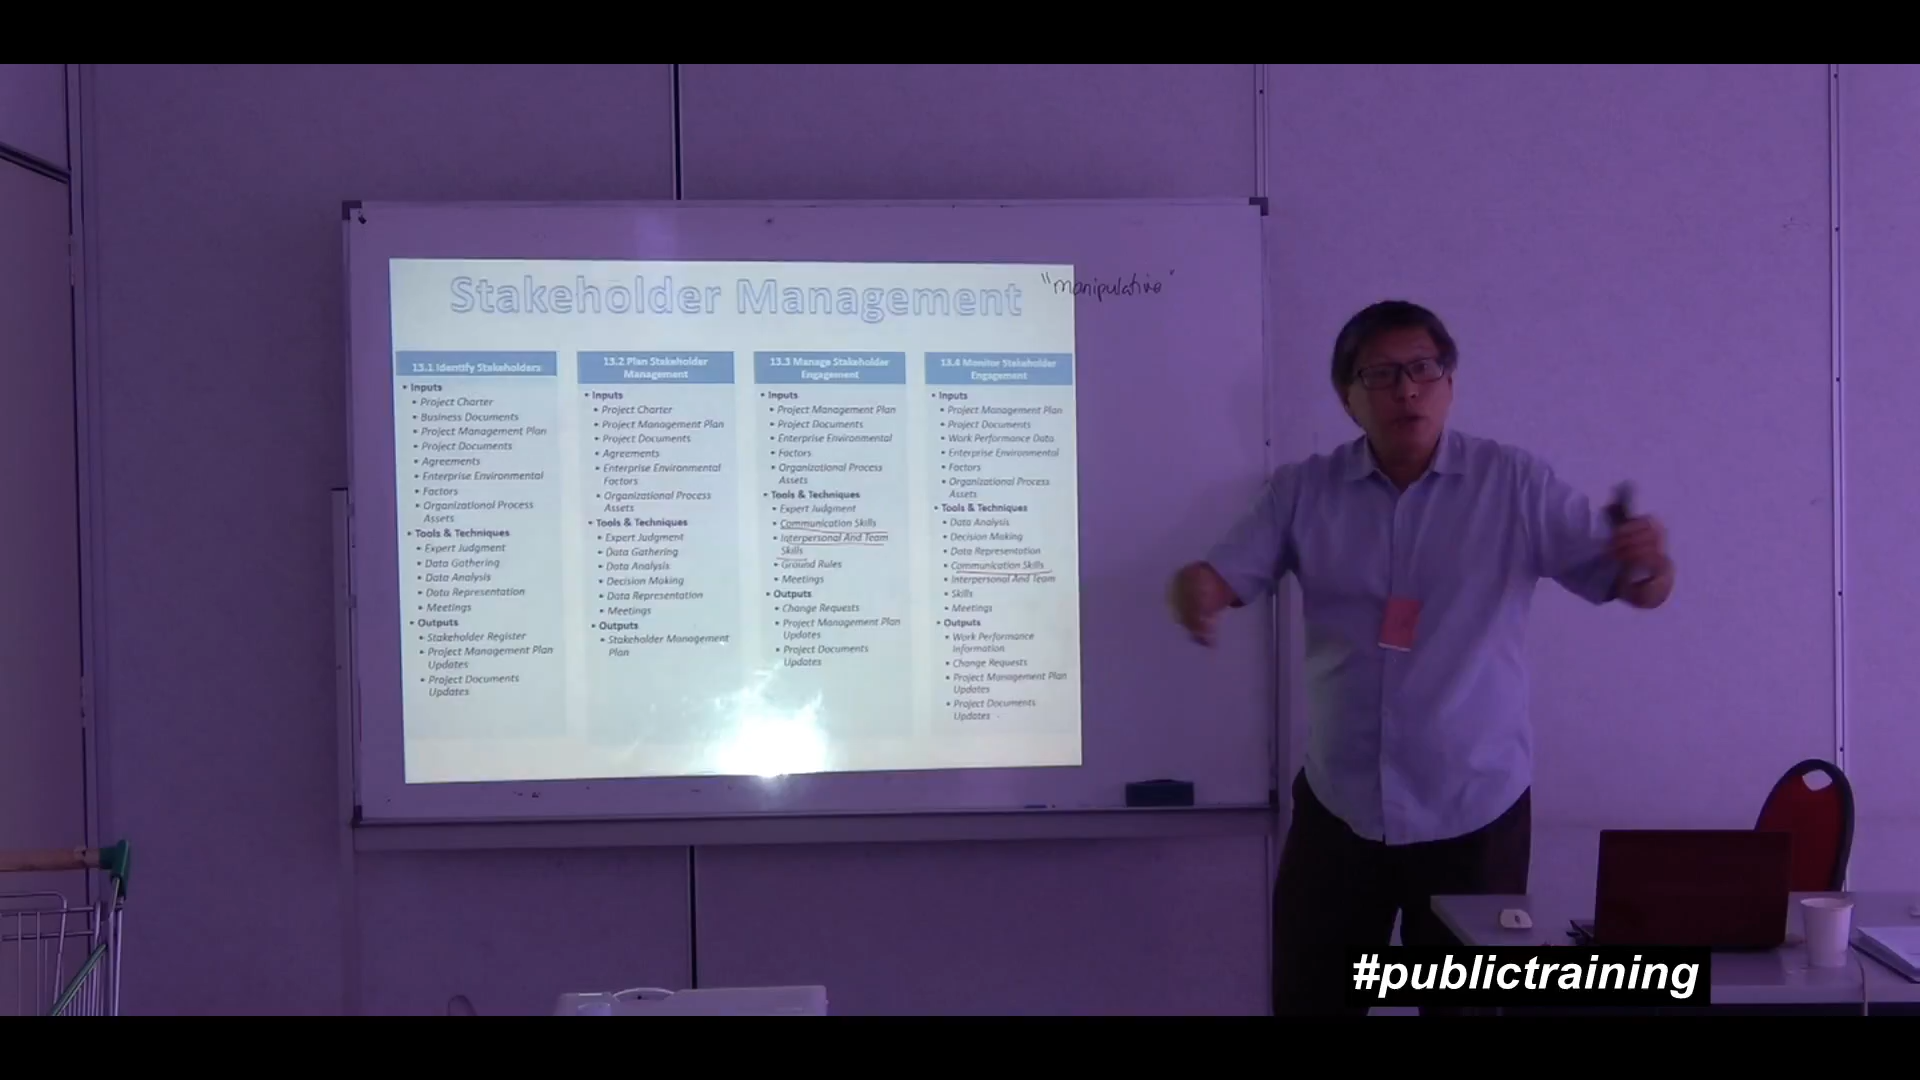 Stakeholder Management
"manipulative"
13.1 Identify Stakeholders
• Inputs
• Project Charter
• Business Documents
• Project Management Plan
• Project Documents
• Agreements
• Enterprise Environmental
• Factors
• Organizational Process
Assets
• Tools & Techniques
• Expert Judgment
• Data Gathering
• Data Analysis
• Data Representation
• Meetings
• Outputs
• Stakeholder Register
• Project Management Plan
Updates
• Project Documents
Updates
13.2 Plan Stakeholder
Management
• Inputs
• Project Charter
• Project Management Plan
• Project Documents
• Agreements
• Enterprise Environmental
Factors
• Organizational Process
Assets
• Tools & Techniques
• Expert Judgment
• Data Gathering
• Data Analysis
• Decision Making
• Data Representation
• Meetings
• Outputs
• Stakeholder Management
Plan
13.3 Manage Stakeholder
Engagement
• Inputs
• Project Management Plan
• Project Documents
• Enterprise Environmental
• Factors
• Organizational Process
Assets
• Tools & Techniques
• Expert Judgment
• Communication Skills
• Interpersonal And Team
Skills
• Ground Rules
• Meetings
• Outputs
• Change Requests
• Project Management Plan
Updates
• Project Documents
Updates
13.4 Monitor Stakeholder
Engagement
• Inputs
• Project Management Plan
• Project Documents
• Work Performance Data
• Enterprise Environmental
• Factors
• Organizational Process
Assets
• Tools & Techniques
• Data Analysis
• Decision Making
• Data Representation
• Communication Skills
• Interpersonal And Team
• Skills
• Meetings
• Outputs
• Work Performance
Information
• Change Requests
• Project Management Plan
Updates
• Project Documents
Updates
#publictraining